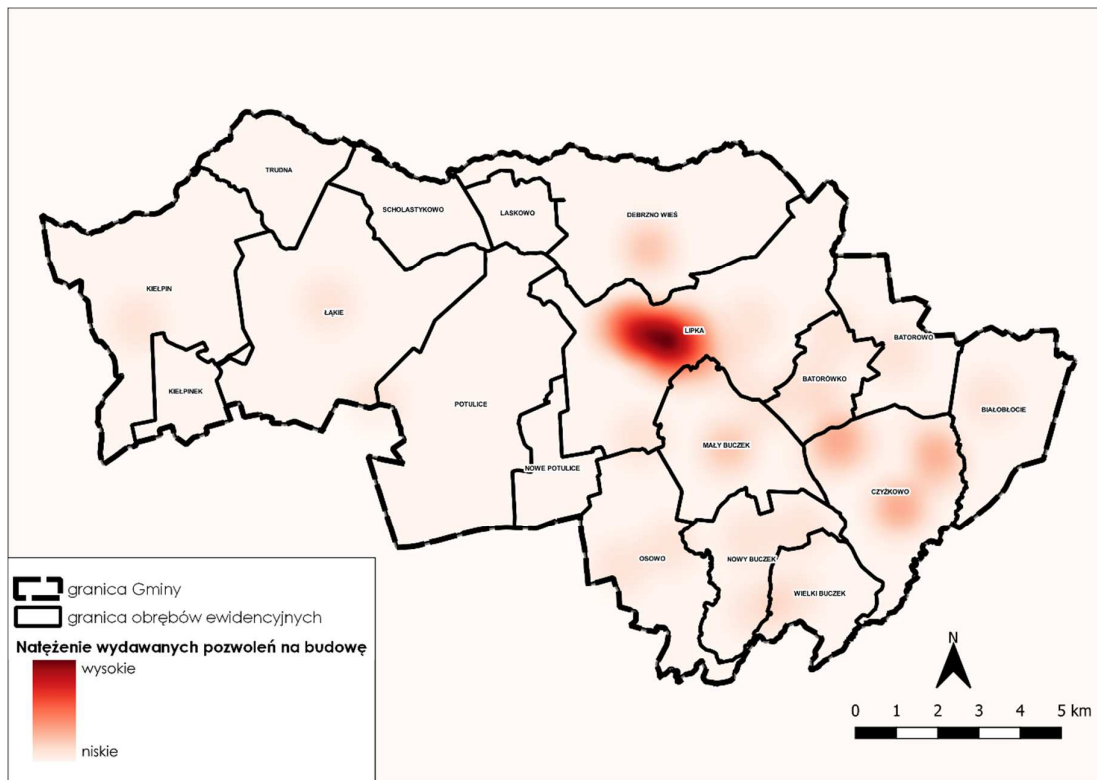 TRUDNA
SCHOLASTYKOWO
LASKOWO
DEBRZNO WIEŚ
KIEŁPIN
ŁĄKIE
LIPKA
BATOROWO
BATORÓWKO
KIEŁPINEK
POTULICE
BIAŁOBŁOCIE
MAŁY BUCZEK
NOWE POTULICE
CZYŻKOWO
OSOWO
NOWY BUCZEK
WIELKI BUCZEK
granica Gminy
granica obrębów ewidencyjnych
Natężenie wydawanych pozwoleń na budowę
wysokie
niskie
N
0 1 2 3 4 5 km